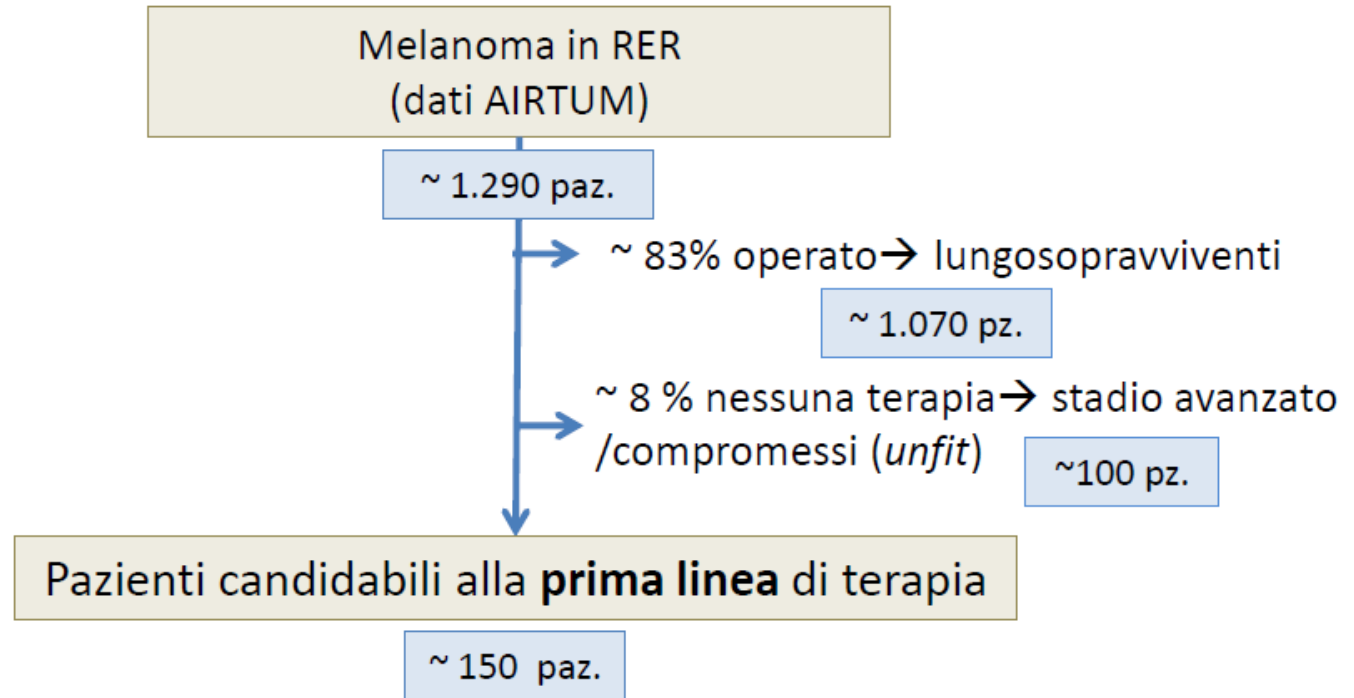 Melanoma in RER
(dati AIRTUM)
~ 1.290 paz.
~ 83% operato→ lungosopravviventi
~ 1.070 pz.
~ 8 % nessuna terapia→ stadio avanzato
/compromessi (unfit)
~100 pz.
Pazienti candidabili alla prima linea di terapia
~ 150 paz.